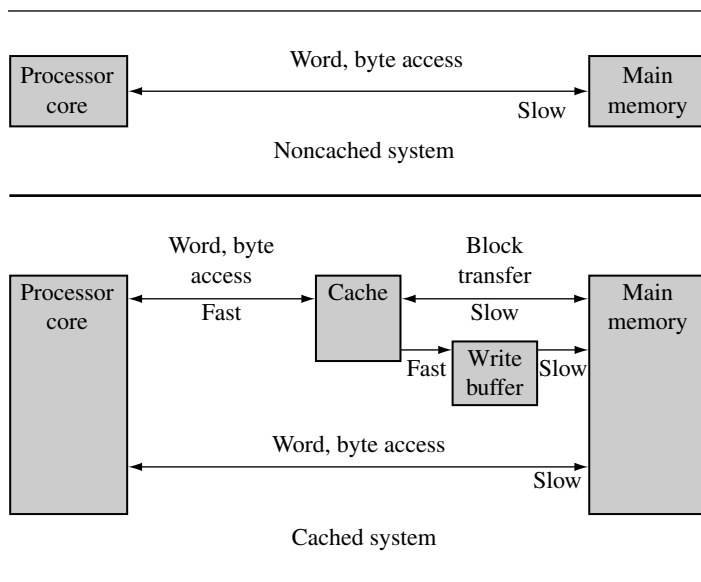 Word, byte access
Processor
core
Main
memory
Slow
Noncached system
Word, byte
access
Block
transfer
Processor
core
Cache
Main
memory
Fast
Slow
Write
buffer
Fast
Slow
Word, byte access
Slow
Cached system